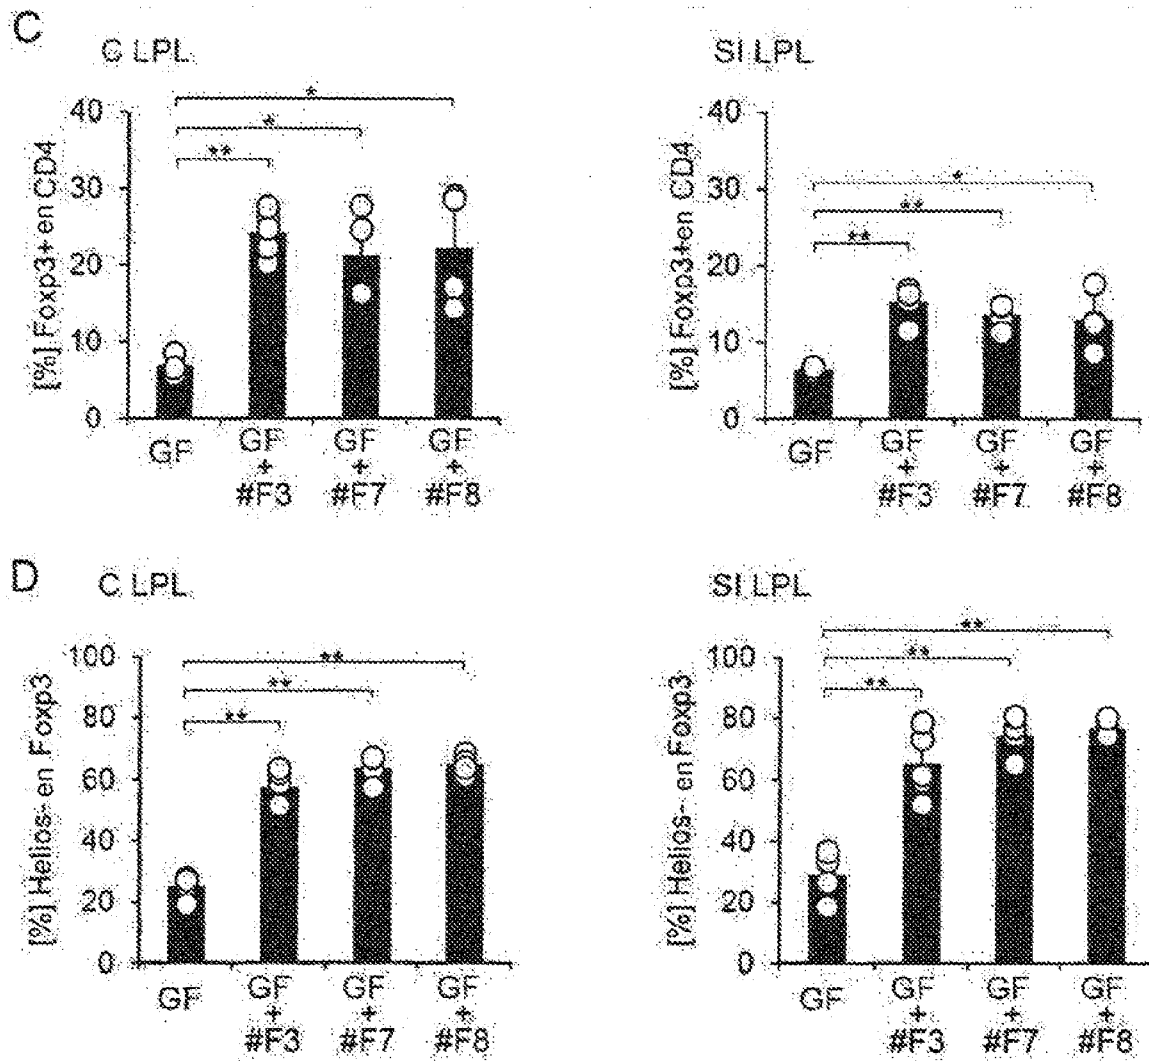 C
C LPL
SI LPL
*
*
**
[%] Foxp3+ en CD4
40
30
20
10
0
GF
GF + #F3
GF + #F7
GF + #F8
*
**
**
[%] Foxp3+en CD4
40
30
20
10
0
GF
GF + #F3
GF + #F7
GF + #F8
D
C LPL
SI LPL
**
**
**
[%] Helios- en Foxp3
100
80
60
40
20
0
GF
GF + #F3
GF + #F7
GF + #F8
**
**
**
[%] Helios- en Foxp3
100
80
60
40
20
0
GF
GF + #F3
GF + #F7
GF + #F8